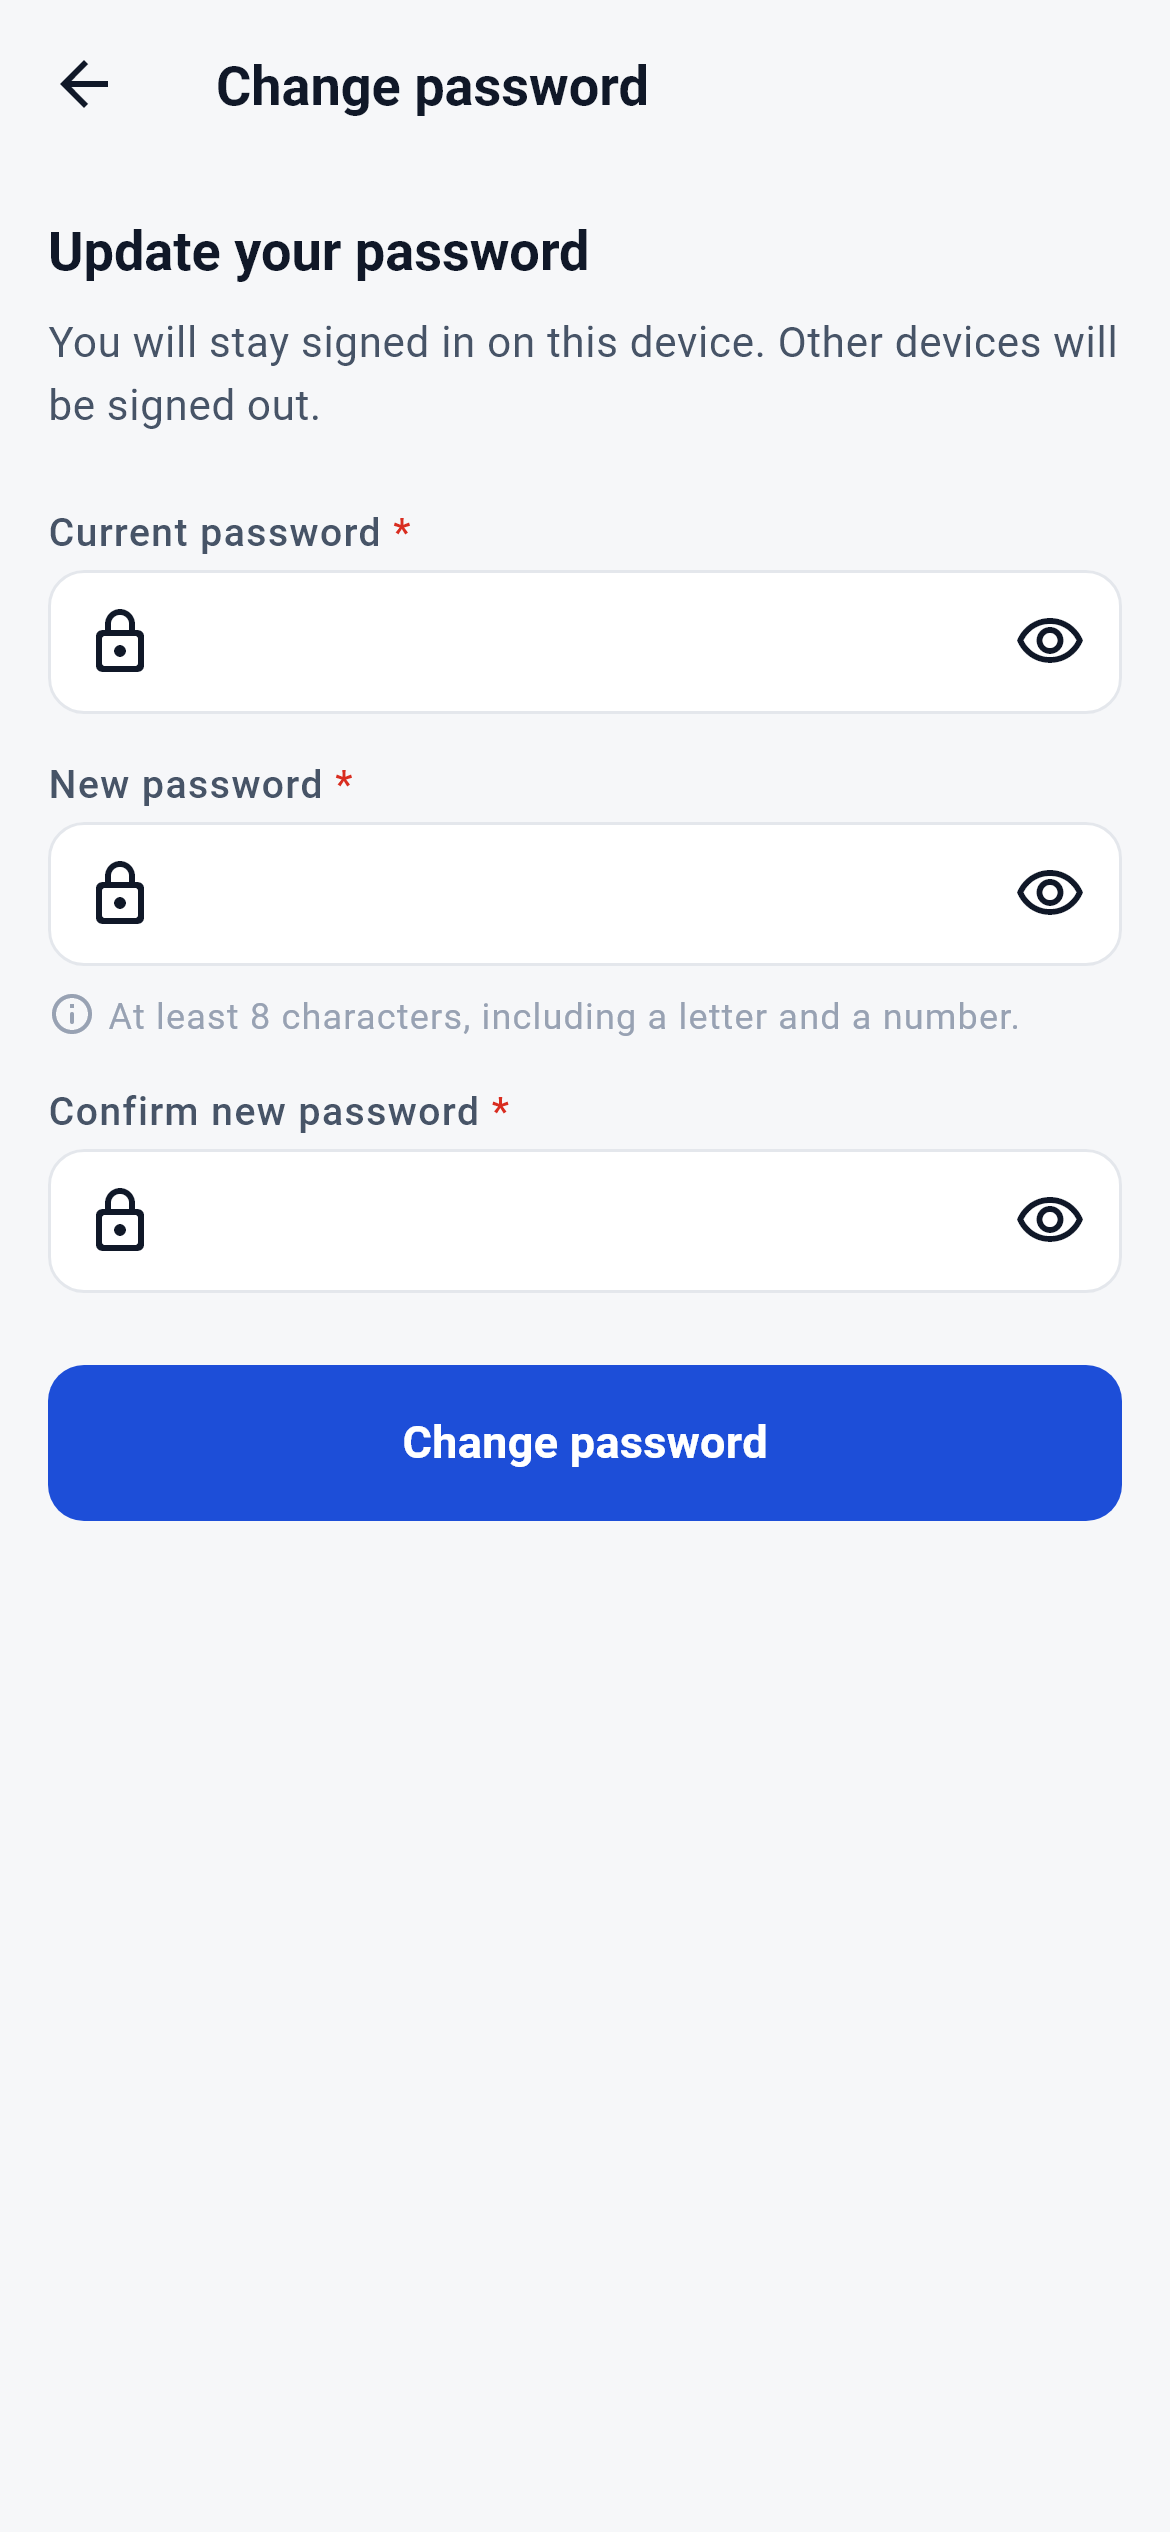 Change password
Update your password
You will stay signed in on this device. Other devices will
be signed out.
Current password *
New password *
At least 8 characters, including a letter and a number.
Confirm new password *
Change password